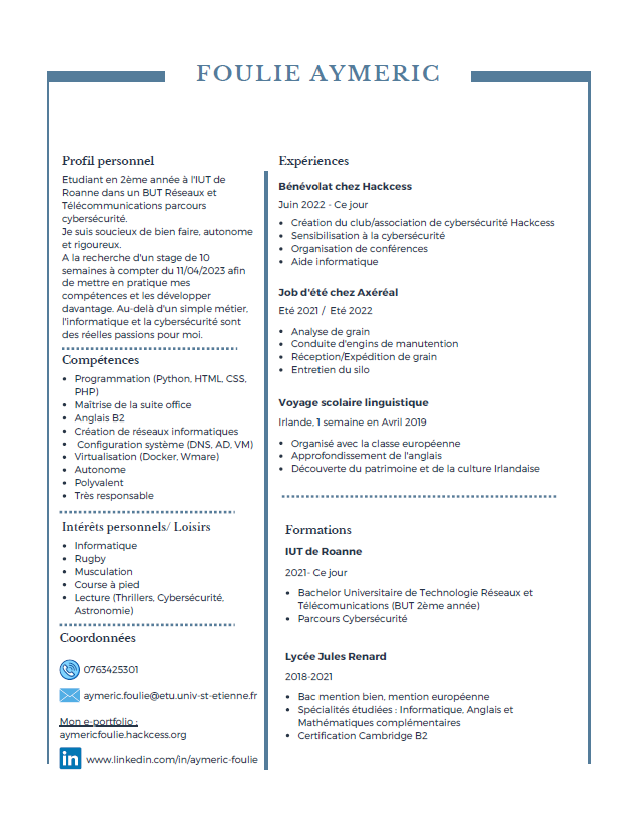 FOULIE AYMERIC
Profil personnel
Etudiant en 2ème année à l'IUT de
Roanne dans un BUT Réseaux et
Télécommunications parcours
cybersécurité.
Je suis soucieux de bien faire, autonome
et rigoureux.
A la recherche d'un stage de 10
semaines à compter du 11/04/2023 afin
de mettre en pratique mes
compétences et les développer
davantage. Au-delà d'un simple métier,
l'informatique et la cybersécurité sont
des réelles passions pour moi.
Compétences
• Programmation (Python, HTML, CSS,
PHP)
• Maîtrise de la suite office
• Anglais B2
• Création de réseaux informatiques
• Configuration système (DNS, AD, VM)
• Virtualisation (Docker, Wmare)
• Autonome
• Polyvalent
• Très responsable
Intérêts personnels/ Loisirs
• Informatique
• Rugby
• Musculation
• Course à pied
• Lecture (Thrillers, Cybersécurité,
Astronomie)
Coordonnées
0763425301
aymeric.foulie@etu.univ-st-etienne.fr
Mon e-portfolio :
aymericfoulie.hackcess.org
in www.linkedin.com/in/aymeric-foulie
Expériences
Bénévolat chez Hackcess
Juin 2022 - Ce jour
• Création du club/association de cybersécurité Hackcess
• Sensibilisation à la cybersécurité
• Organisation de conférences
• Aide informatique
Job d'été chez Axéréal
Eté 2021 / Eté 2022
• Analyse de grain
• Conduite d'engins de manutention
• Réception/Expédition de grain
• Entretien du silo
Voyage scolaire linguistique
Irlande, 1 semaine en Avril 2019
• Organisé avec la classe européenne
• Approfondissement de l'anglais
• Découverte du patrimoine et de la culture Irlandaise
Formations
IUT de Roanne
2021- Ce jour
• Bachelor Universitaire de Technologie Réseaux et
Télécommunications (BUT 2ème année)
• Parcours Cybersécurité
Lycée Jules Renard
2018-2021
• Bac mention bien, mention européenne
• Spécialités étudiées : Informatique, Anglais et
Mathématiques complémentaires
• Certification Cambridge B2